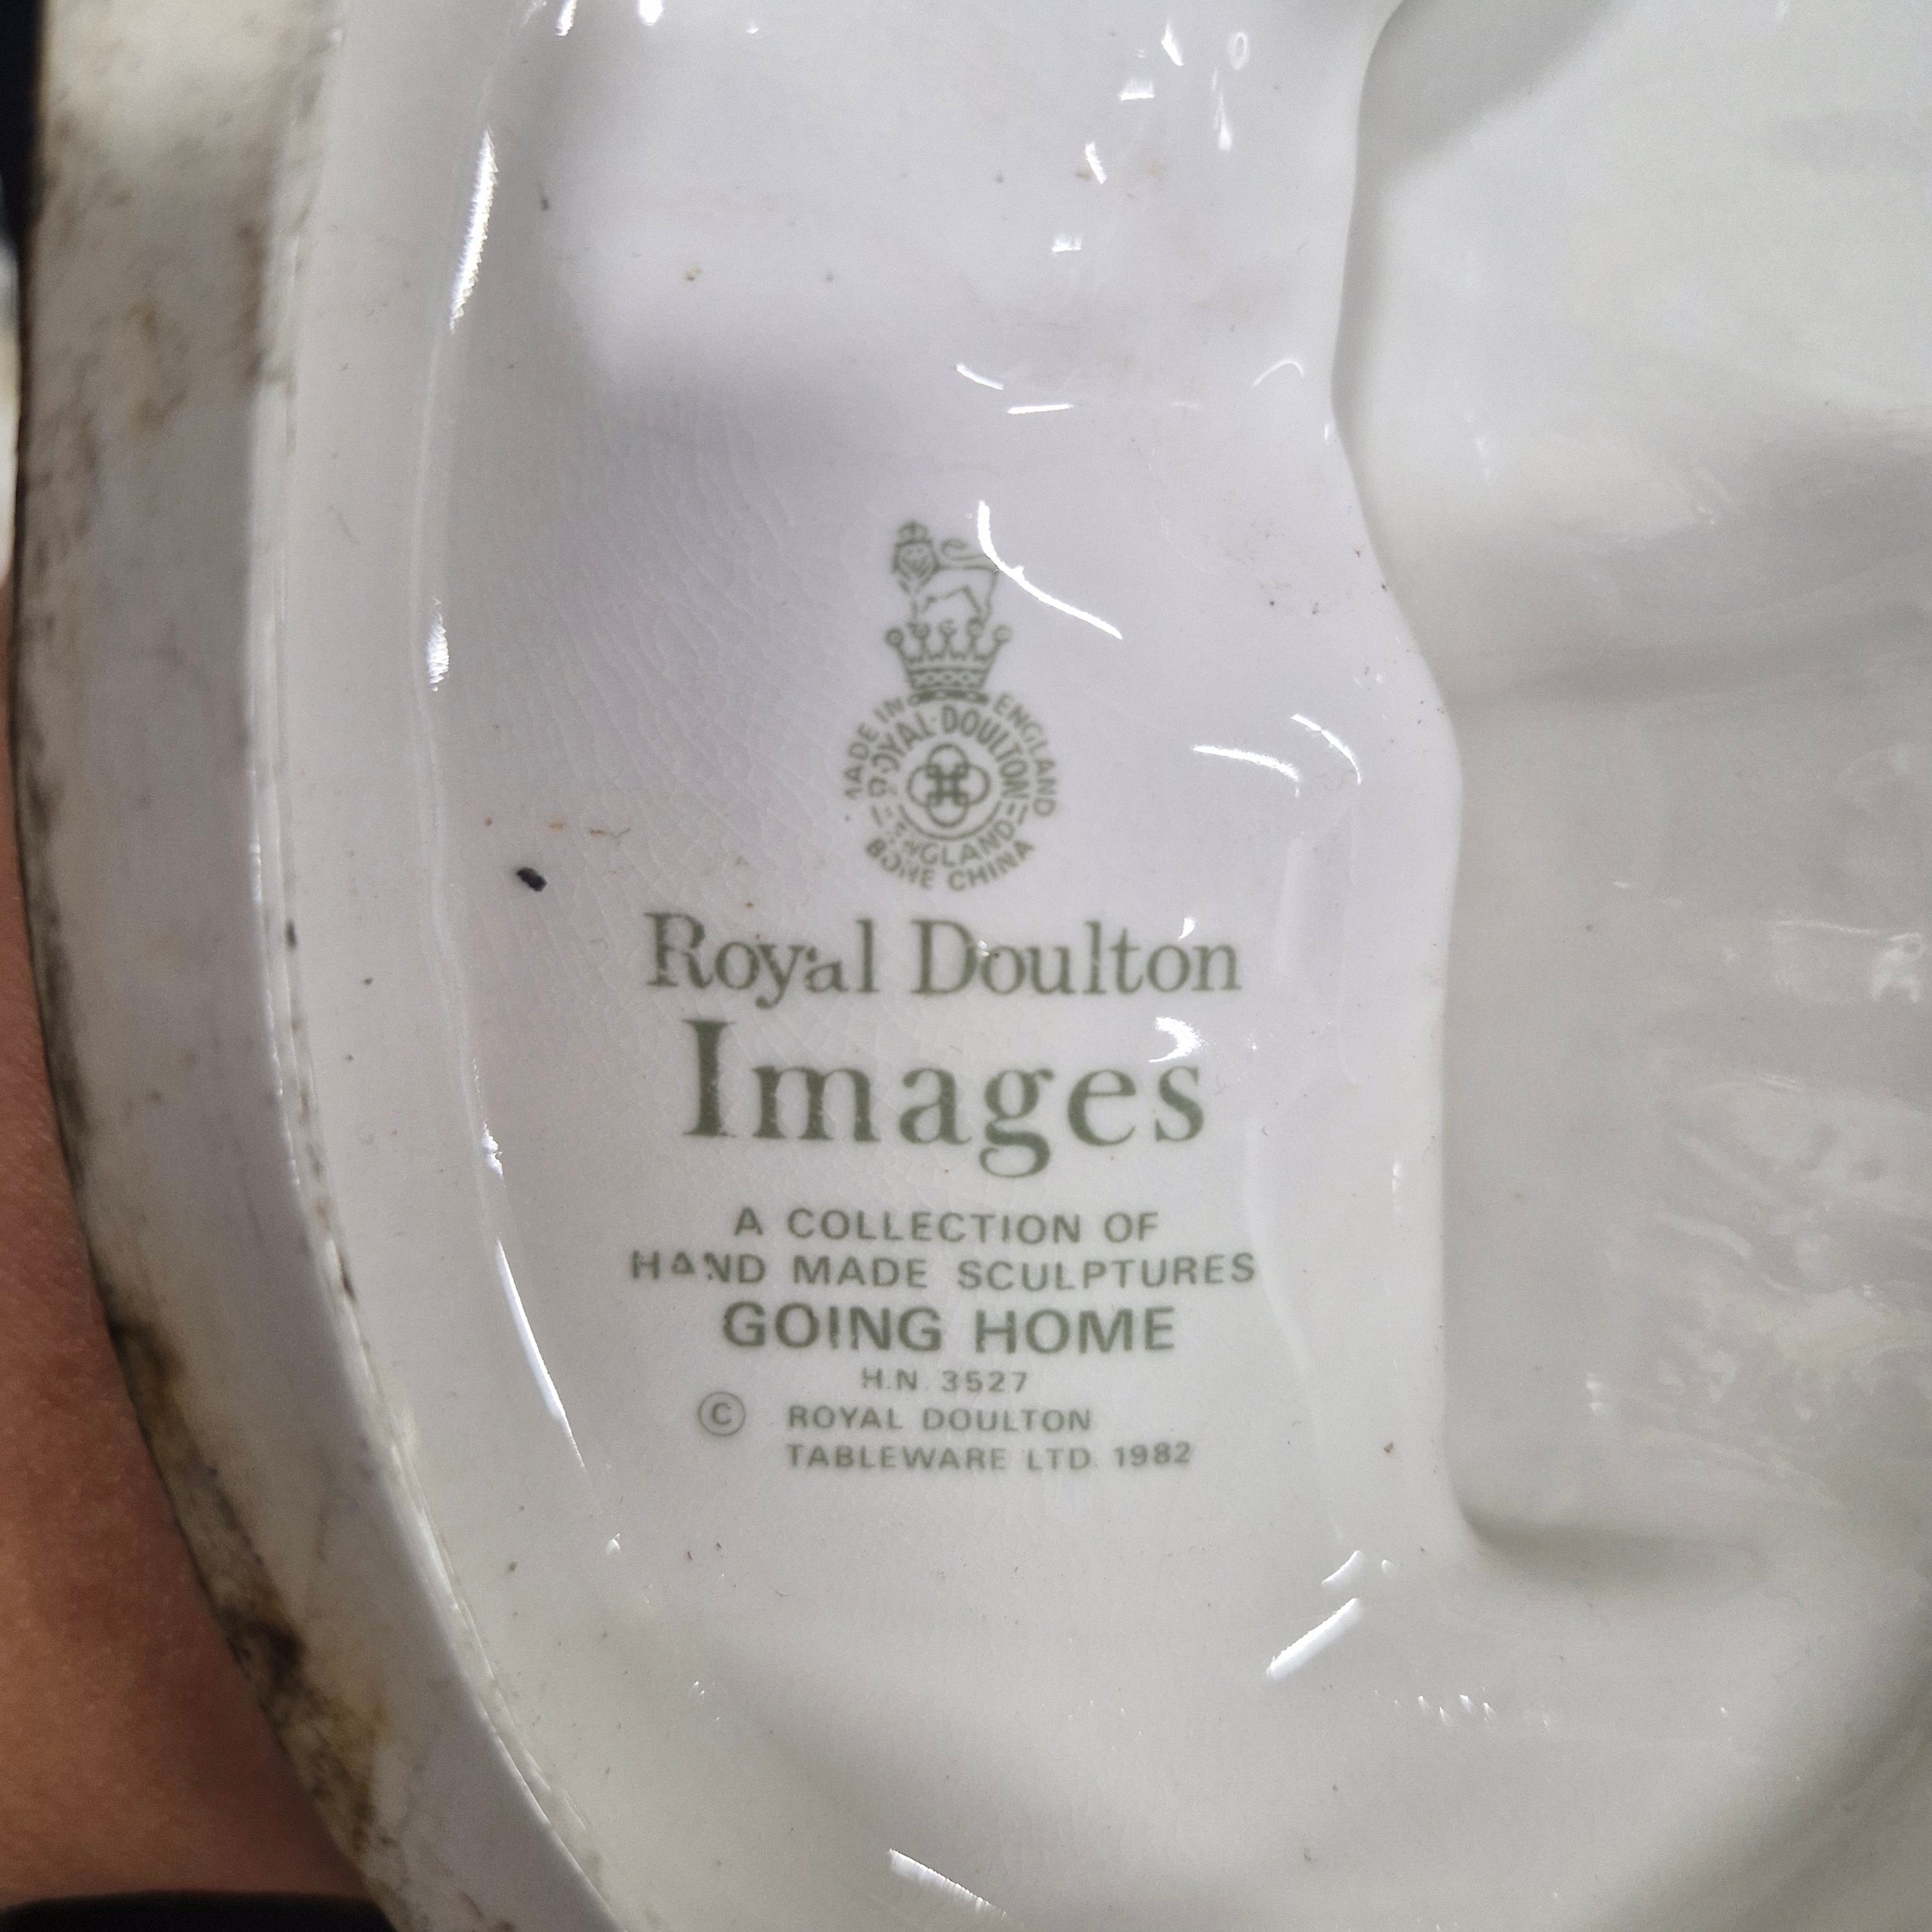 MADE IN ENGLAND
ROYAL·DOULTON
ENGLAND
BONE CHINA
Royal Doulton
Images
A COLLECTION OF
HAND MADE SCULPTURES
GOING HOME
H.N. 3527
© ROYAL DOULTON
TABLEWARE LTD. 1982